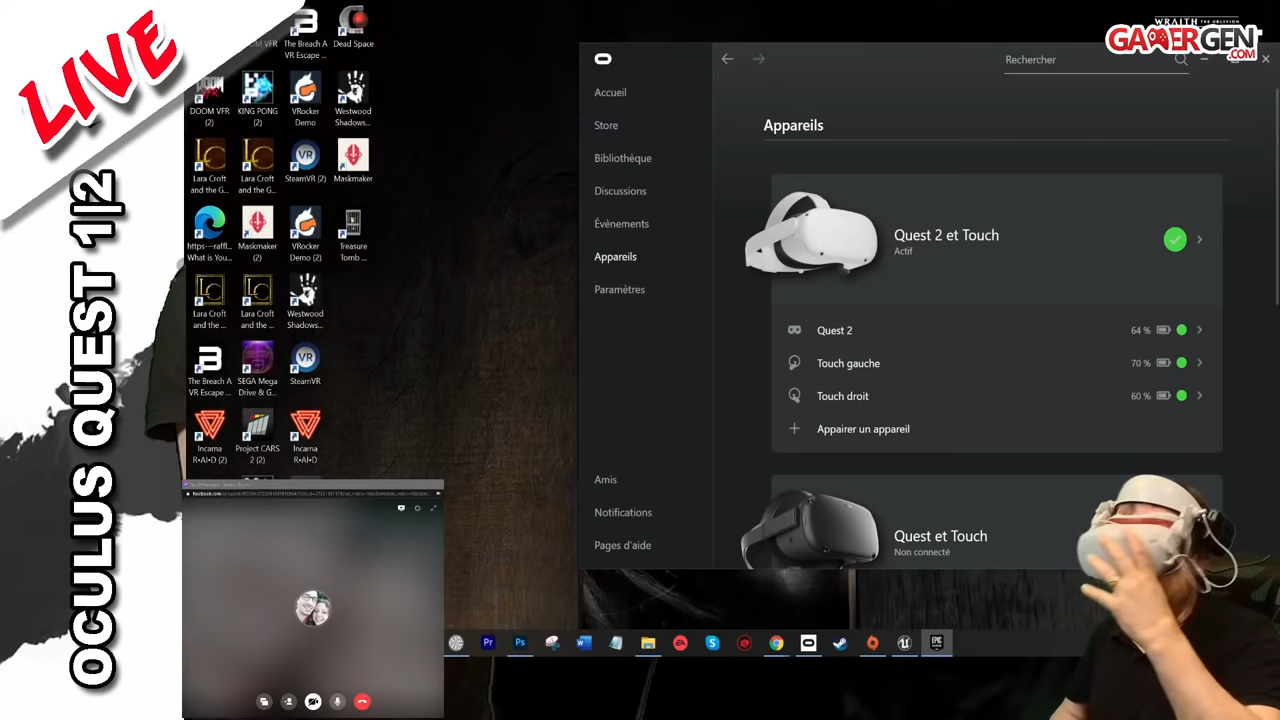 LIVE
OCULUS QUEST 1|2
WRAITH
GAMERGEN
.COM
The Breach A
VR Escape ...
Dead Space
DOOM VFR
(2)
KING PONG
(2)
VRocker
Demo
Westwood
Shadows...
Lara Croft
and the G...
Lara Croft
and the G...
SteamVR (2)
Maskmaker
https---raffl...
What is You...
Maskmaker
(2)
VRocker
Demo (2)
Treasure
Tomb ...
Lara Croft
and the ...
Lara Croft
and the ...
Westwood
Shadows...
The Breach A
VR Escape ...
SEGA Mega
Drive & G...
SteamVR
Incarna
R•A•D (2)
Project CARS
2 (2)
Incarna
R•A•D
Rechercher
Accueil
Store
Bibliothèque
Discussions
Évènements
Appareils
Paramètres
Amis
Notifications
Pages d'aide
Appareils
Quest 2 et Touch
Actif
Quest 2
64 %
Touch gauche
70 %
Touch droit
60 %
Appairer un appareil
Quest et Touch
Non connecté